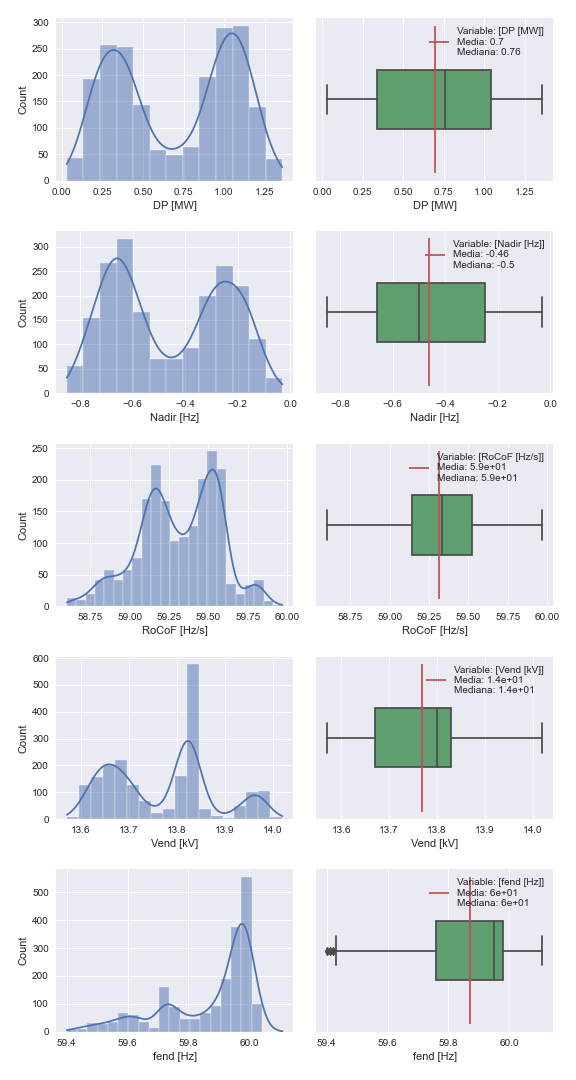 300
250
200
150
100
50
0
Count
0.00 0.25 0.50 0.75 1.00 1.25
DP [MW]
Variable: [DP [MW]]
Media: 0.7
Mediana: 0.76
0.00 0.25 0.50 0.75 1.00 1.25
DP [MW]
300
250
200
150
100
50
0
Count
−0.8 −0.6 −0.4 −0.2 0.0
Nadir [Hz]
Variable: [Nadir [Hz]]
Media: -0.46
Mediana: -0.5
−0.8 −0.6 −0.4 −0.2 0.0
Nadir [Hz]
250
200
150
100
50
0
Count
58.75 59.00 59.25 59.50 59.75 60.00
RoCoF [Hz/s]
Variable: [RoCoF [Hz/s]]
Media: 5.9e+01
Mediana: 5.9e+01
58.75 59.00 59.25 59.50 59.75 60.00
RoCoF [Hz/s]
600
500
400
300
200
100
0
Count
13.6 13.7 13.8 13.9 14.0
Vend [kV]
Variable: [Vend [kV]]
Media: 1.4e+01
Mediana: 1.4e+01
13.6 13.7 13.8 13.9 14.0
Vend [kV]
500
400
300
200
100
0
Count
59.4 59.6 59.8 60.0
fend [Hz]
Variable: [fend [Hz]]
Media: 6e+01
Mediana: 6e+01
59.4 59.6 59.8 60.0
fend [Hz]